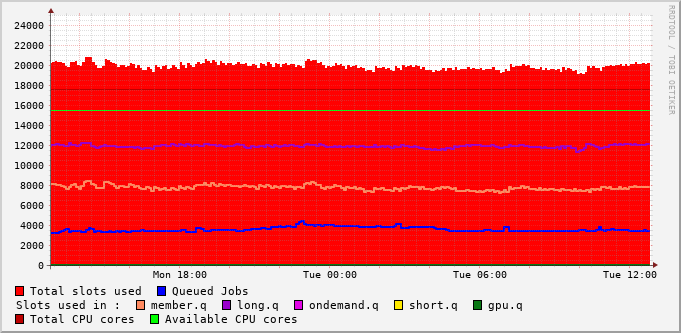 RRDTOOL / TOBI OETIKER
24000
22000
20000
18000
16000
14000
12000
10000
8000
6000
4000
2000
0
Mon 18:00 Tue 00:00 Tue 06:00 Tue 12:00
Total slots used Queued Jobs
Slots used in : member.q long.q ondemand.q short.q gpu.q
Total CPU cores Available CPU cores